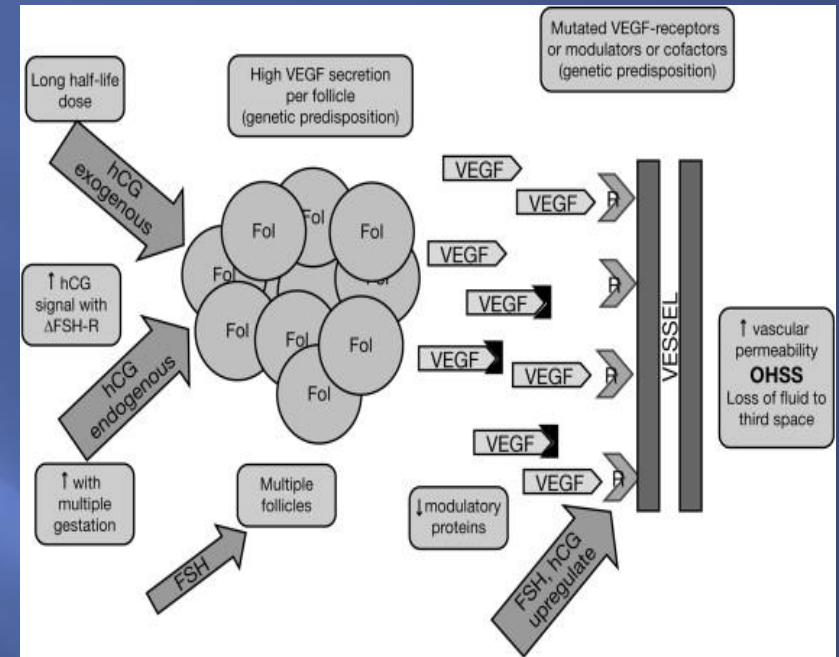 Long half-life
dose
High VEGF secretion
per follicle
(genetic predisposition)
Mutated VEGF-receptors
or modulators or cofactors
(genetic predisposition)
hCG
exogenous
↑ hCG
signal with
ΔFSH-R
hCG
endogenous
↑ with
multiple
gestation
FSH
Multiple
follicles
Fol
Fol
Fol
Fol
Fol
Fol
Fol
Fol
Fol
VEGF
VEGF
VEGF
VEGF
VEGF
VEGF
VEGF
VEGF
R
R
R
R
↓modulatory
proteins
FSH, hCG
upregulate
VESSEL
↑ vascular
permeability
OHSS
Loss of fluid to
third space